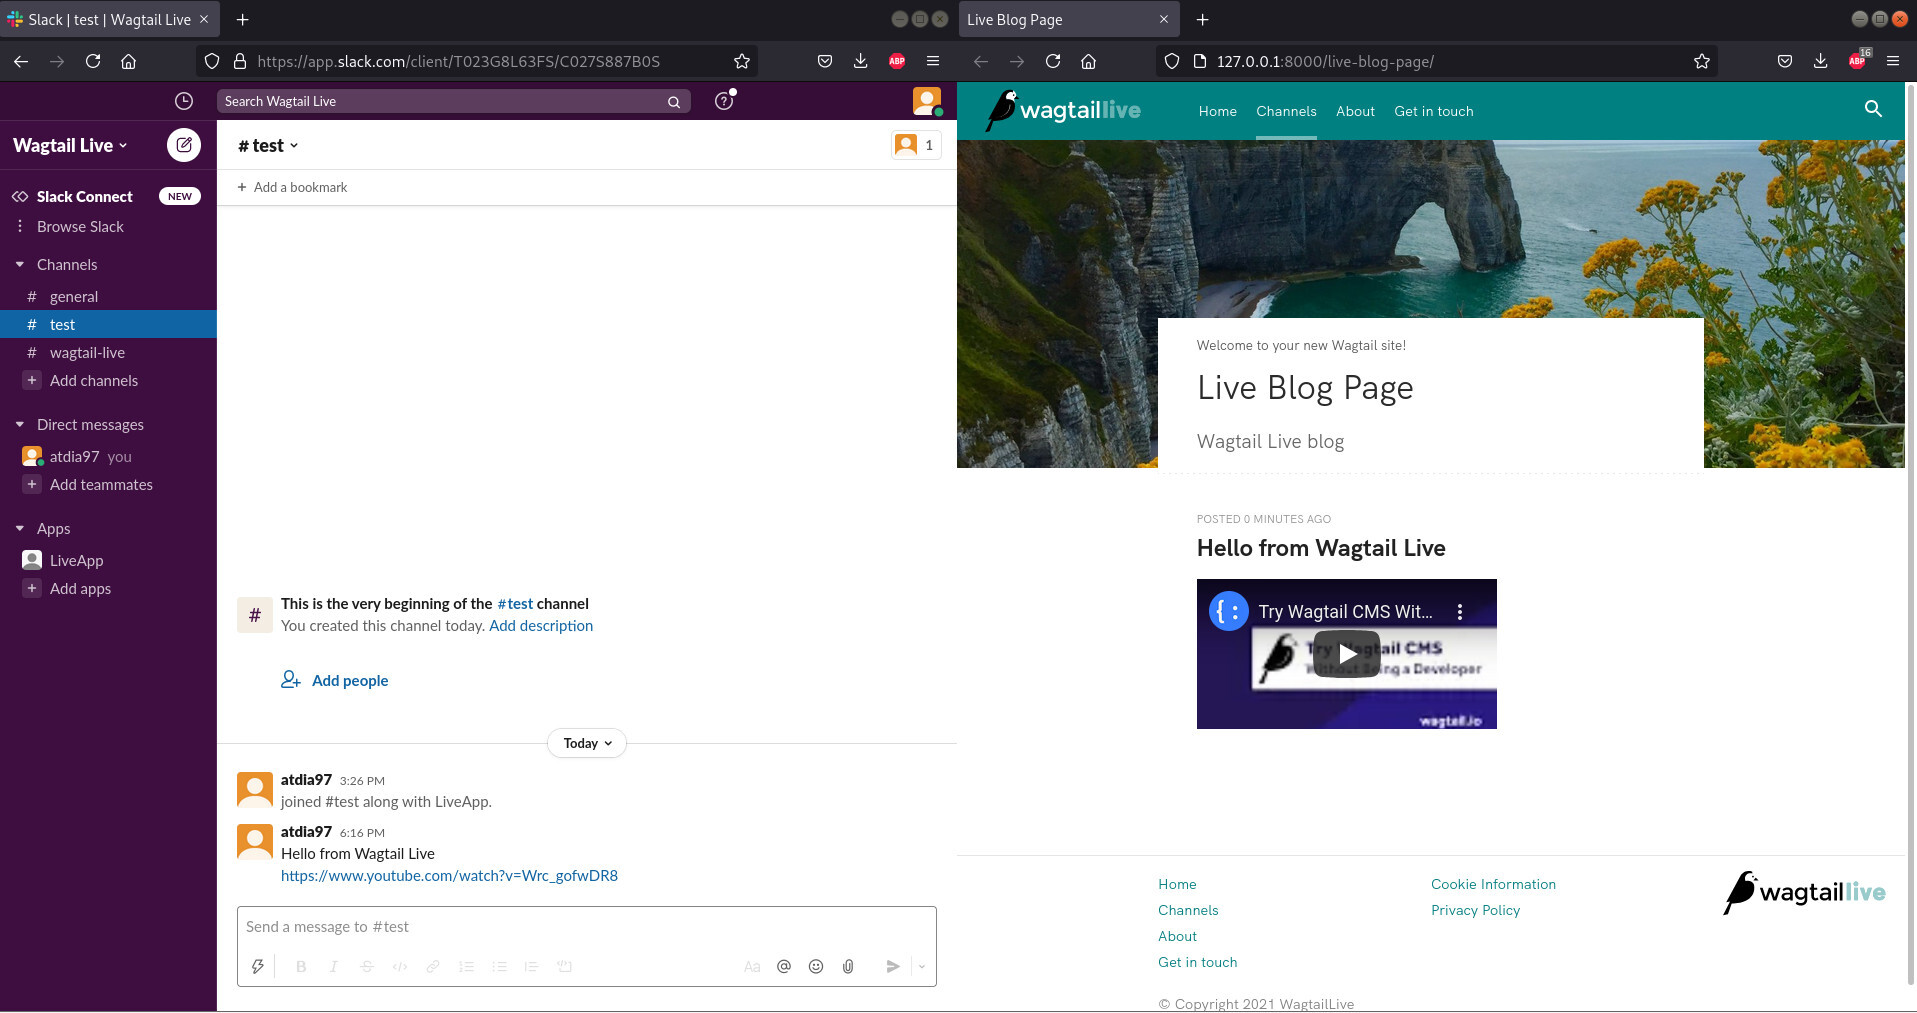 Slack | test | Wagtail Live
https://app.slack.com/client/T023G8L63FS/C027S887B0S
ABP
Search Wagtail Live
Wagtail Live
Slack Connect NEW
Browse Slack
Channels
# general
# test
# wagtail-live
+ Add channels
Direct messages
atdia97 you
+ Add teammates
Apps
LiveApp
+ Add apps
# test
1
+ Add a bookmark
#
This is the very beginning of the #test channel
You created this channel today. Add description
Add people
Today
atdia97 3:26 PM
joined #test along with LiveApp.
atdia97 6:16 PM
Hello from Wagtail Live
https://www.youtube.com/watch?v=Wrc_gofwDR8
Send a message to #test
B I S </> Aa @
Live Blog Page
127.0.0.1:8000/live-blog-page/
ABP 16
wagtaillive
Home Channels About Get in touch
Welcome to your new Wagtail site!
Live Blog Page
Wagtail Live blog
POSTED 0 MINUTES AGO
Hello from Wagtail Live
{ : Try Wagtail CMS Wit...
Try Wagtail CMS
Without Being a Developer
wagtail.io
Home
Channels
About
Get in touch
Cookie Information
Privacy Policy
wagtaillive
© Copyright 2021 WagtailLive